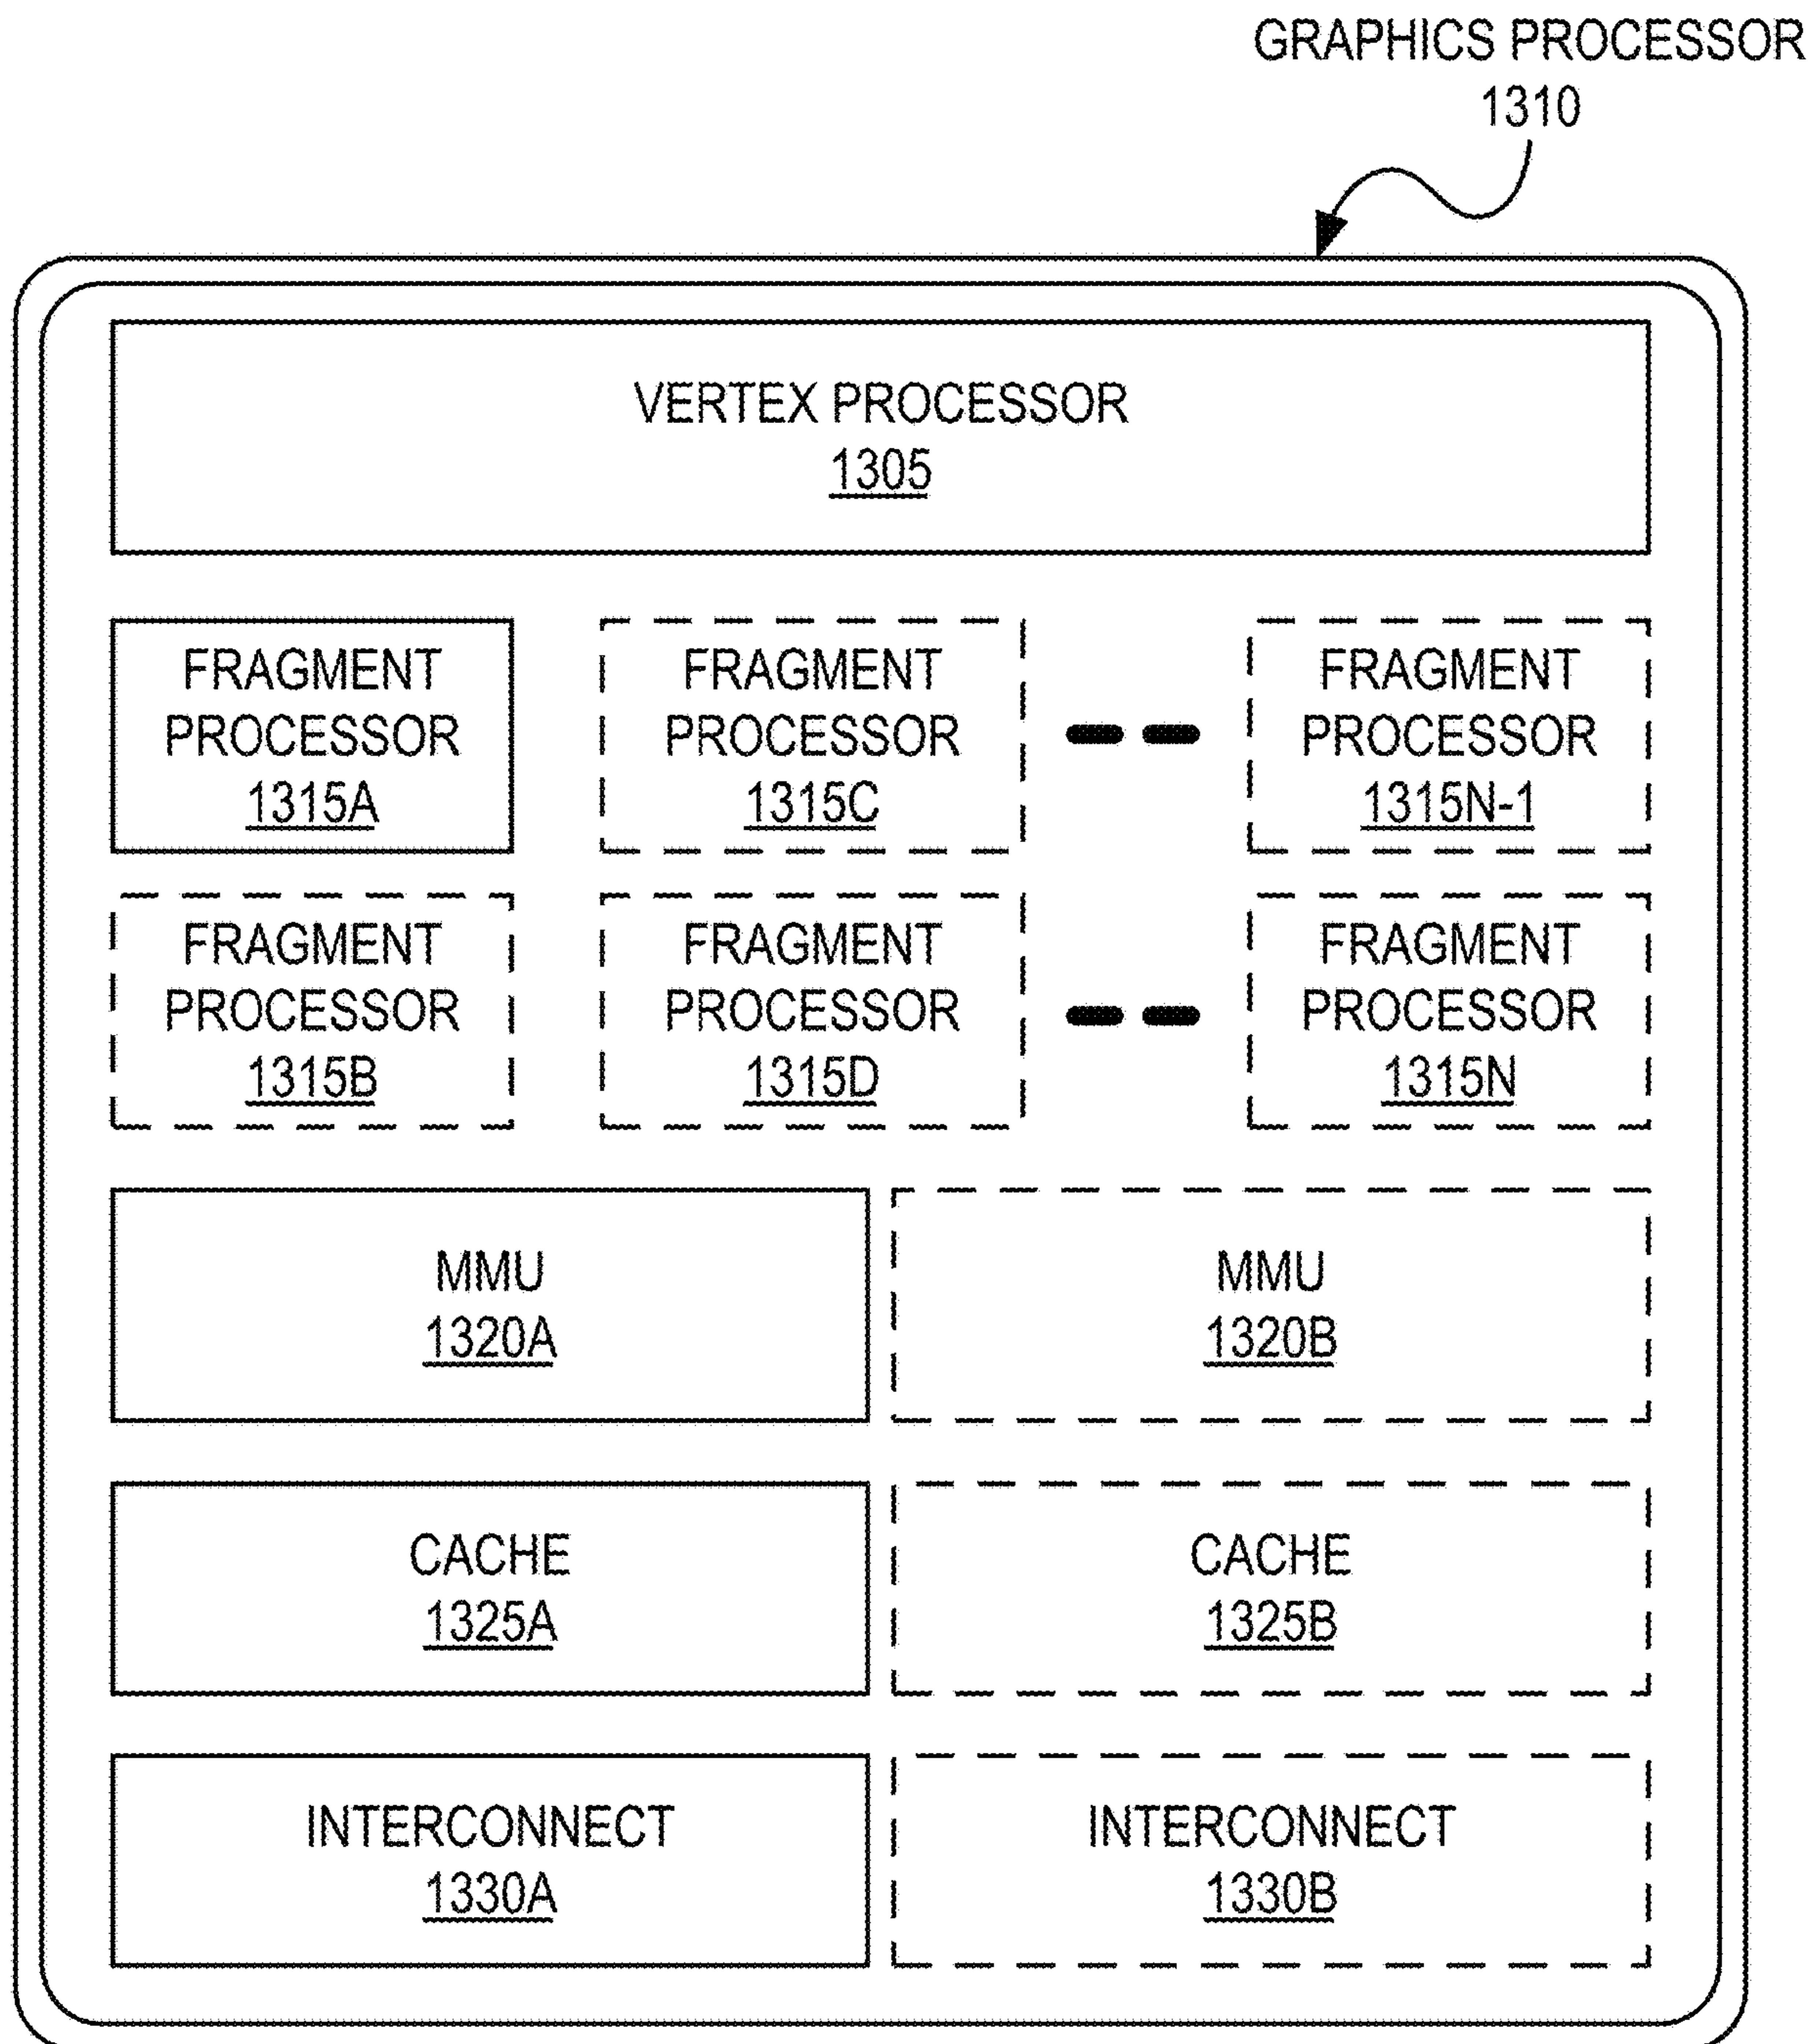 GRAPHICS PROCESSOR
1310
VERTEX PROCESSOR
1305
FRAGMENT
PROCESSOR
1315A
FRAGMENT
PROCESSOR
1315C
FRAGMENT
PROCESSOR
1315N-1
FRAGMENT
PROCESSOR
1315B
FRAGMENT
PROCESSOR
1315D
FRAGMENT
PROCESSOR
1315N
MMU
1320A
MMU
1320B
CACHE
1325A
CACHE
1325B
INTERCONNECT
1330A
INTERCONNECT
1330B